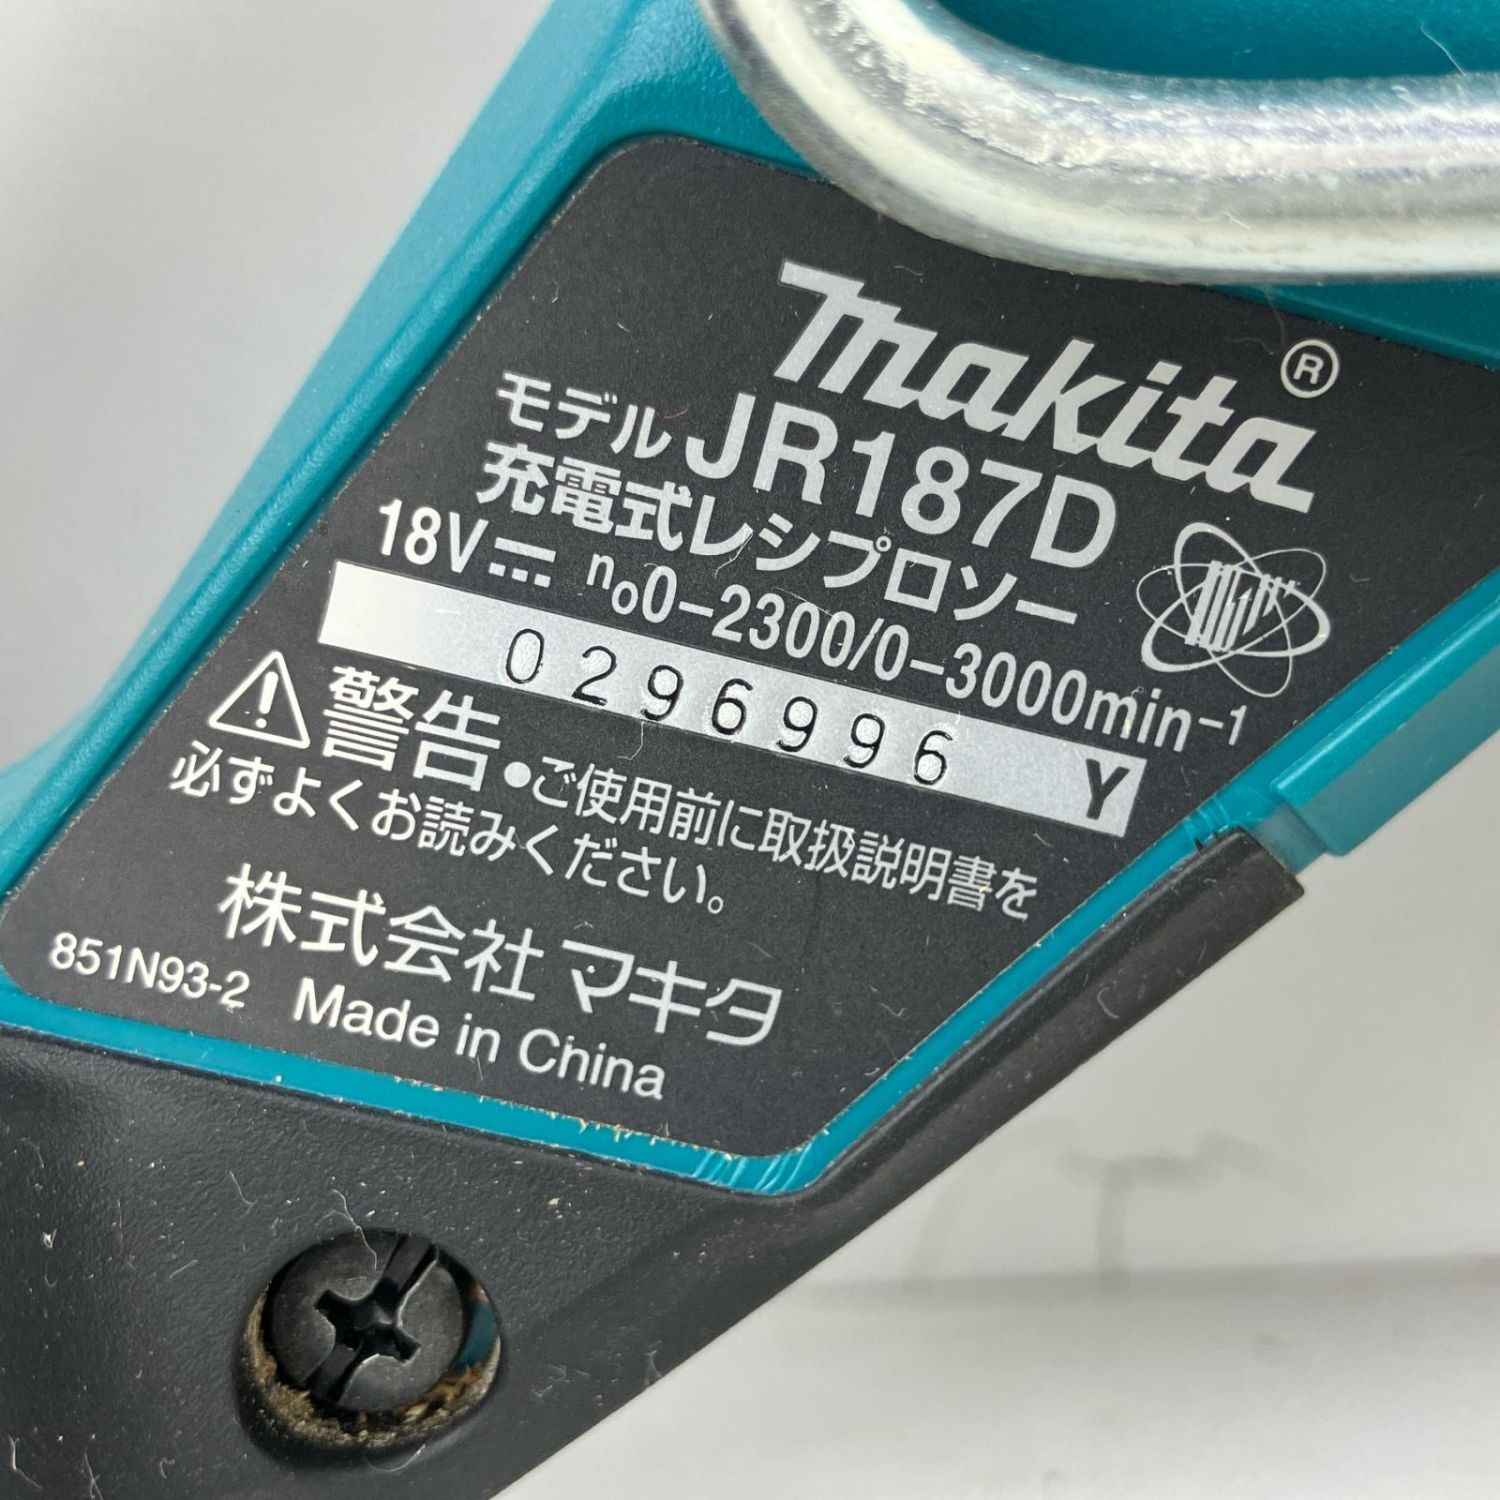 makita®
モデル JR187D
充電式レシプロソー
18V⎓ n₀0-2300/0-3000min⁻¹
0296996 Y
⚠警告 ●ご使用前に取扱説明書を
必ずよくお読みください。
株式会社 マキタ
851N93-2 Made in China